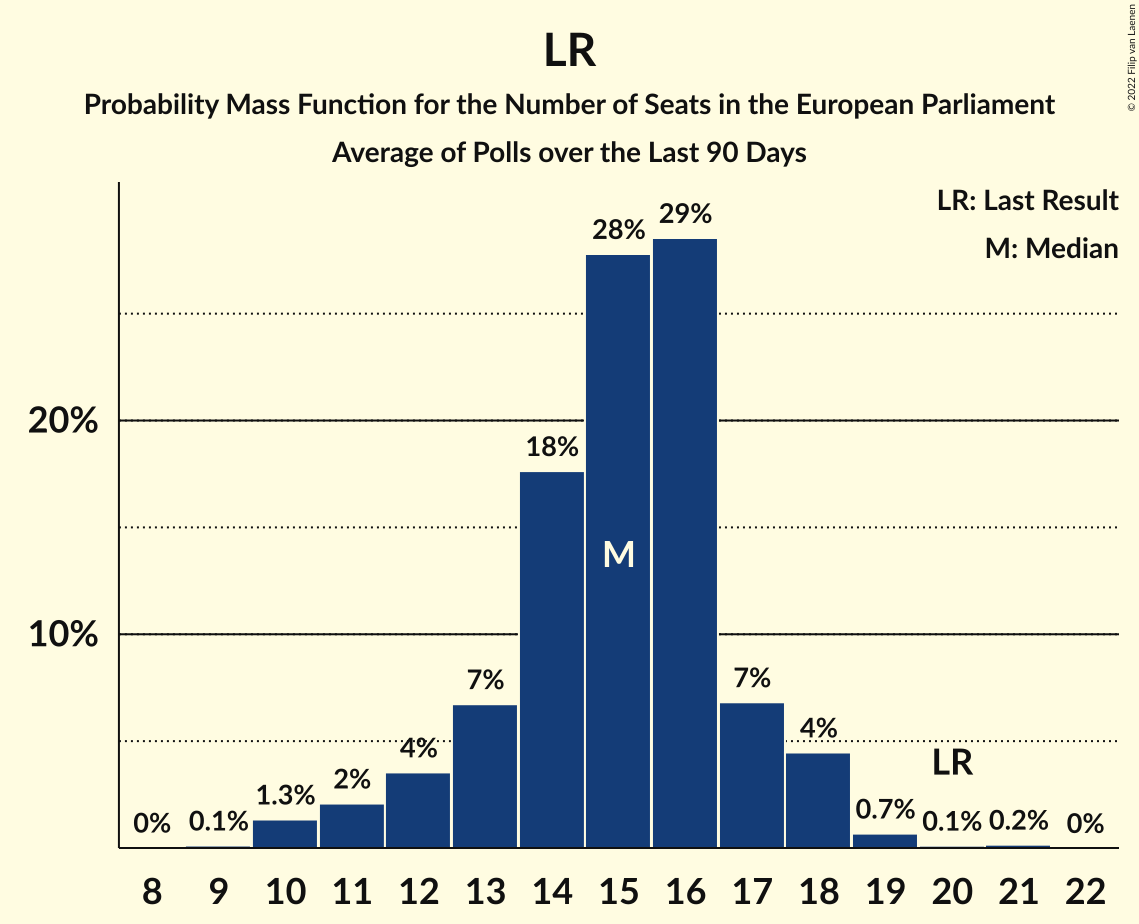 LR
Probability Mass Function for the Number of Seats in the European Parliament
Average of Polls over the Last 90 Days
© 2022 Filip van Laenen
LR: Last Result
M: Median
29%
28%
20%
18%
M
10%
7%
7%
4%
4%
LR
2%
1.3%
0.7%
0% 0.1% 0.1% 0.2% 0%
8 9 10 11 12 13 14 15 16 17 18 19 20 21 22